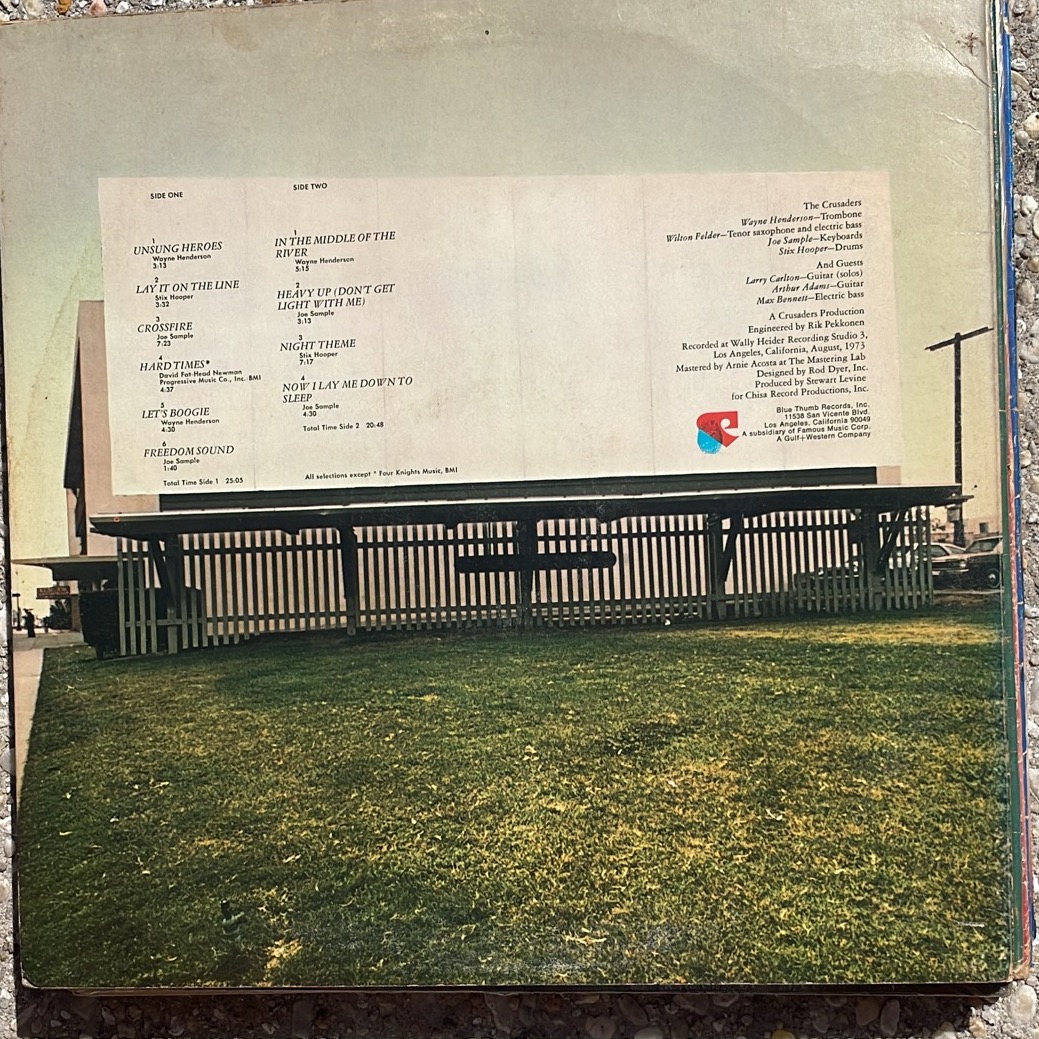 SIDE ONE
1
UNSUNG HEROES
Wayne Henderson
3:13
2
LAY IT ON THE LINE
Stix Hooper
3:32
3
CROSSFIRE
Joe Sample
7:23
4
HARD TIMES*
David Fat-Head Newman
Progressive Music Co., Inc. BMI
4:37
5
LET'S BOOGIE
Wayne Henderson
4:30
6
FREEDOM SOUND
Joe Sample
1:40
Total Time Side 1 25:05
SIDE TWO
1
IN THE MIDDLE OF THE
RIVER
Wayne Henderson
5:15
2
HEAVY UP (DON'T GET
LIGHT WITH ME)
Joe Sample
3:13
3
NIGHT THEME
Stix Hooper
7:17
4
NOW I LAY ME DOWN TO
SLEEP
Joe Sample
4:30
Total Time Side 2 20:48
All selections except * Four Knights Music, BMI
The Crusaders
Wayne Henderson—Trombone
Wilton Felder—Tenor saxophone and electric bass
Joe Sample—Keyboards
Stix Hooper—Drums
And Guests
Larry Carlton—Guitar (solos)
Arthur Adams—Guitar
Max Bennett—Electric bass
A Crusaders Production
Engineered by Rik Pekkonen
Recorded at Wally Heider Recording Studio 3,
Los Angeles, California, August, 1973
Mastered by Arnie Acosta at The Mastering Lab
Designed by Rod Dyer, Inc.
Produced by Stewart Levine
for Chisa Record Productions, Inc.
Blue Thumb Records, Inc.
11538 San Vicente Blvd.
Los Angeles, California 90049
A subsidiary of Famous Music Corp.
A Gulf+Western Company